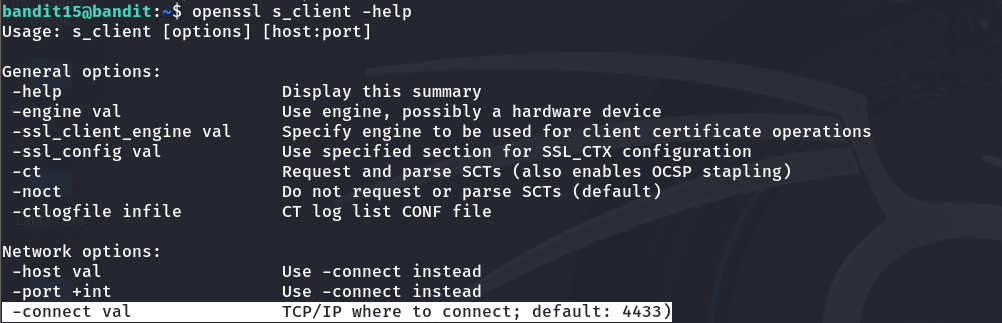 bandit15@bandit:~$ openssl s_client -help
Usage: s_client [options] [host:port]
General options:
-help Display this summary
-engine val Use engine, possibly a hardware device
-ssl_client_engine val Specify engine to be used for client certificate operations
-ssl_config val Use specified section for SSL_CTX configuration
-ct Request and parse SCTs (also enables OCSP stapling)
-noct Do not request or parse SCTs (default)
-ctlogfile infile CT log list CONF file
Network options:
-host val Use -connect instead
-port +int Use -connect instead
-connect val TCP/IP where to connect; default: 4433)